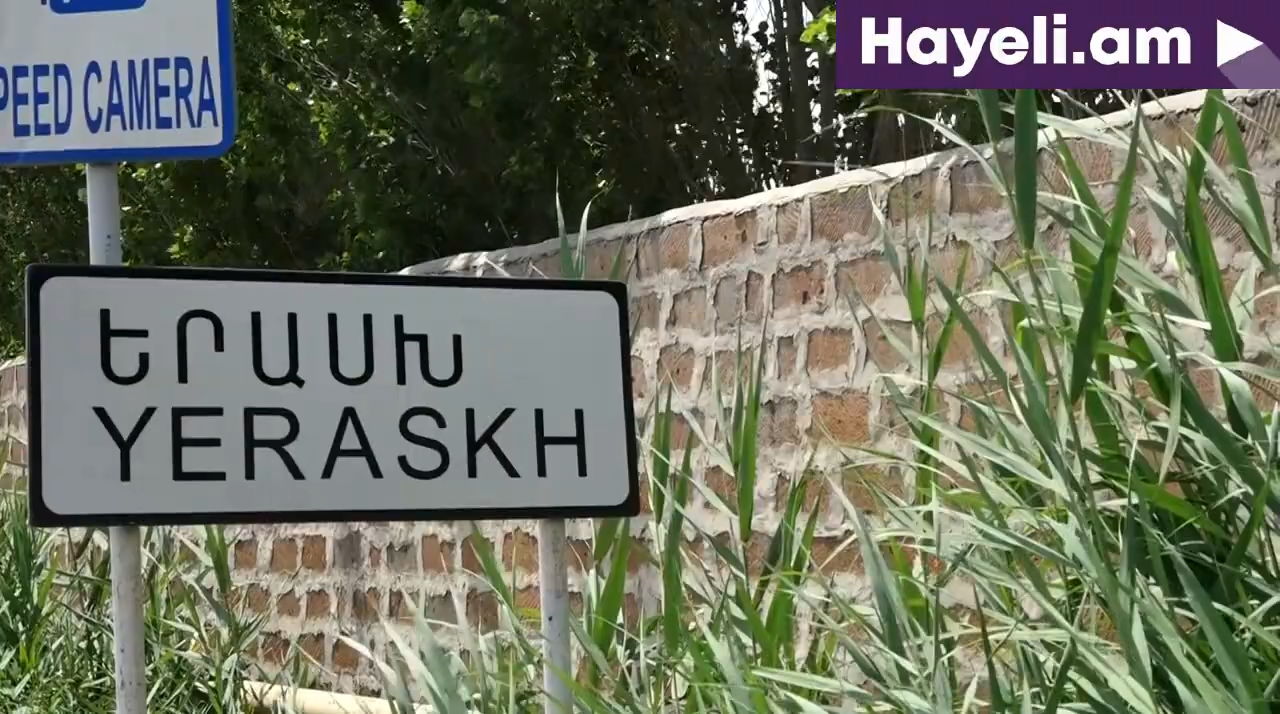 Hayeli.am
PEED CAMERA
ԵՐԱՍԽ
YERASKH